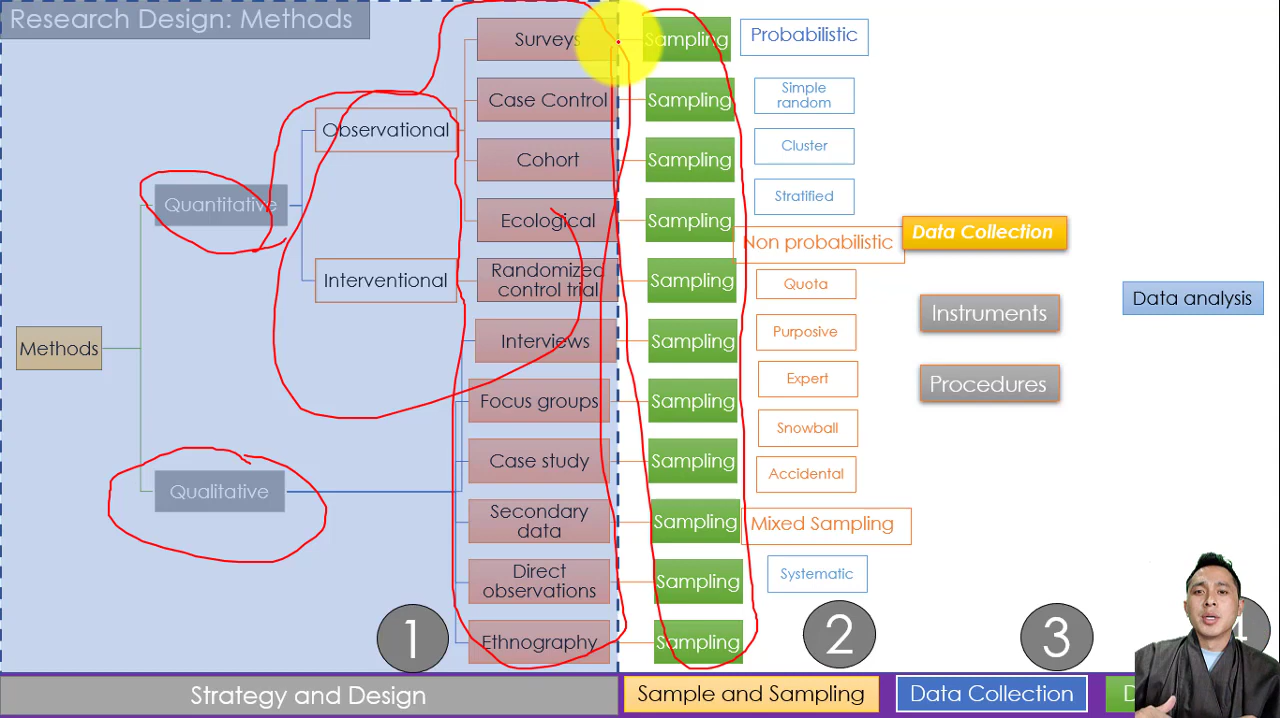 Research Design: Methods
Methods
Quantitative
Qualitative
Observational
Interventional
Surveys
Case Control
Cohort
Ecological
Randomized
control trial
Interviews
Focus groups
Case study
Secondary
data
Direct
observations
Ethnography
Sampling
Sampling
Sampling
Sampling
Sampling
Sampling
Sampling
Sampling
Sampling
Sampling
Sampling
Probabilistic
Simple
random
Cluster
Stratified
Non probabilistic
Quota
Purposive
Expert
Snowball
Accidental
Mixed Sampling
Systematic
Data Collection
Instruments
Procedures
Data analysis
1
2
3
4
Strategy and Design
Sample and Sampling
Data Collection